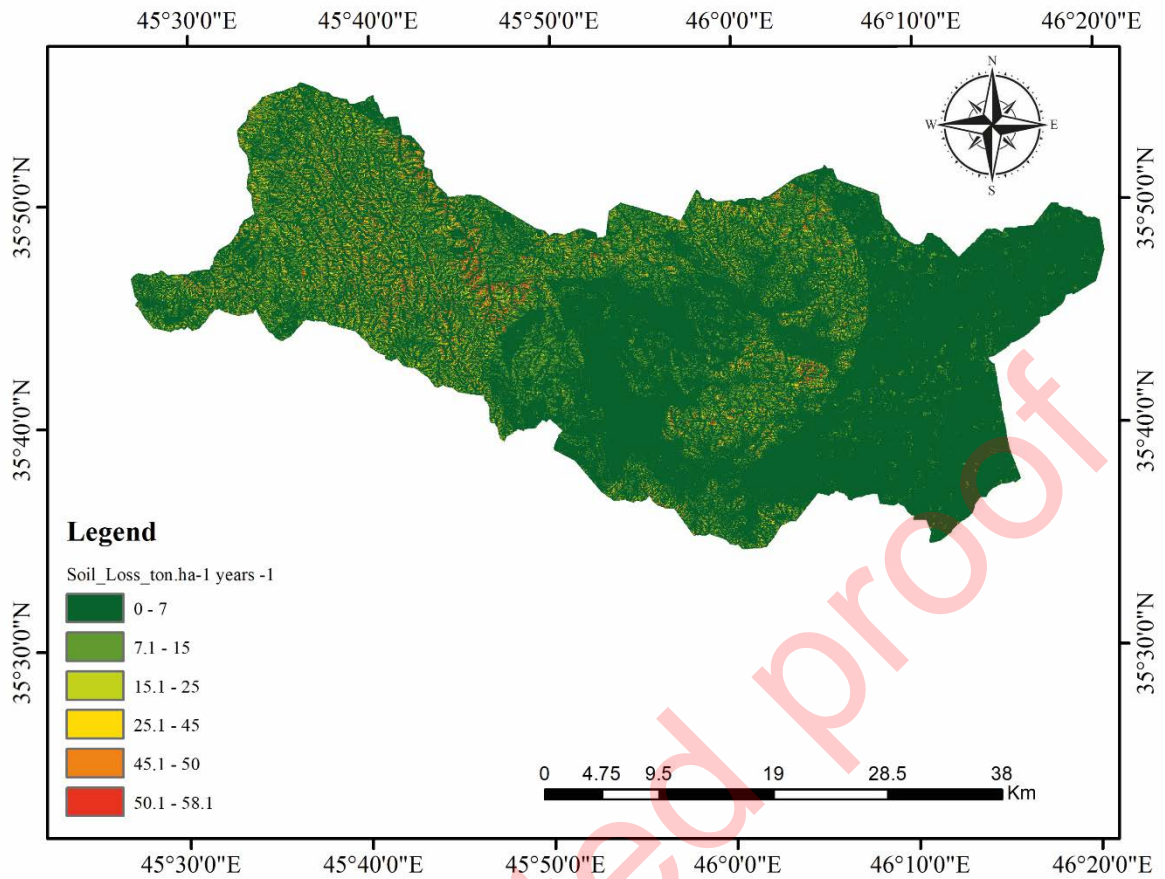 45°30'0"E 45°40'0"E 45°50'0"E 46°0'0"E 46°10'0"E 46°20'0"E
N
W E
S
35°50'0"N 35°50'0"N
35°40'0"N 35°40'0"N
Legend
Soil_Loss_ton.ha-1 years -1
0 - 7
7.1 - 15
15.1 - 25
25.1 - 45
45.1 - 50
50.1 - 58.1
35°30'0"N 35°30'0"N
0 4.75 9.5 19 28.5 38
Km
45°30'0"E 45°40'0"E 45°50'0"E 46°0'0"E 46°10'0"E 46°20'0"E
ed proof